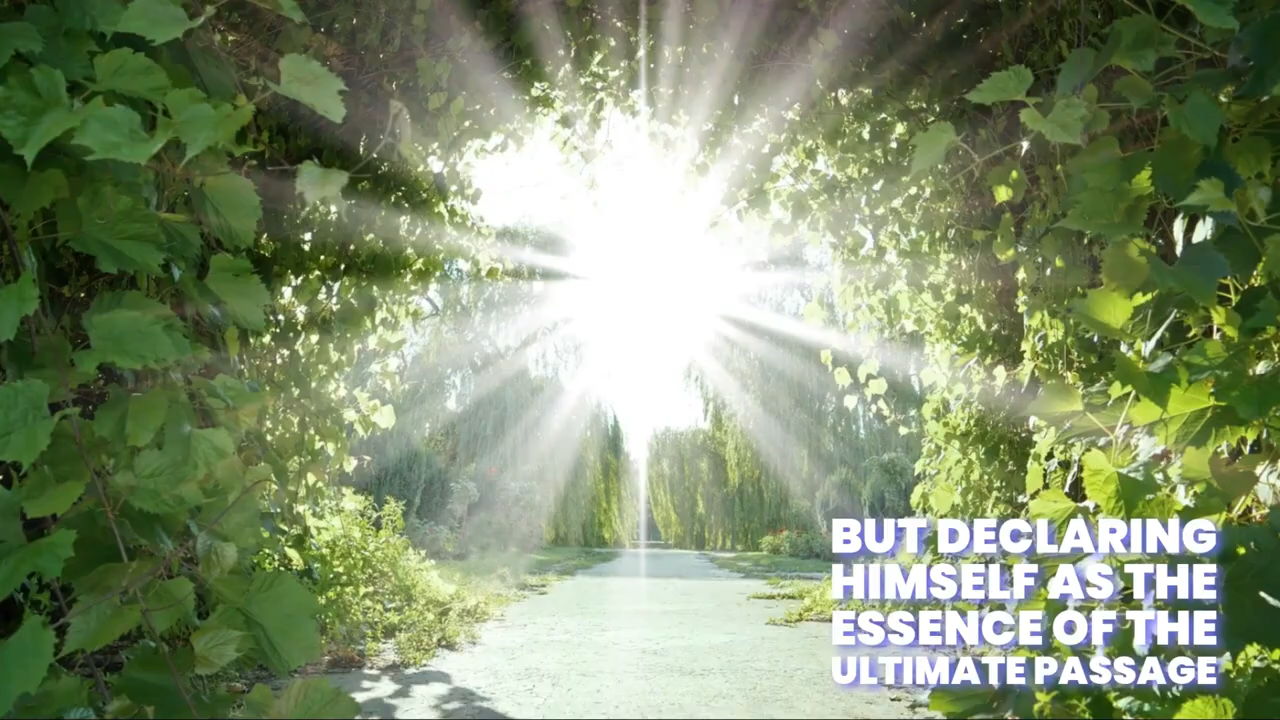 BUT DECLARING
HIMSELF AS THE
ESSENCE OF THE
ULTIMATE PASSAGE